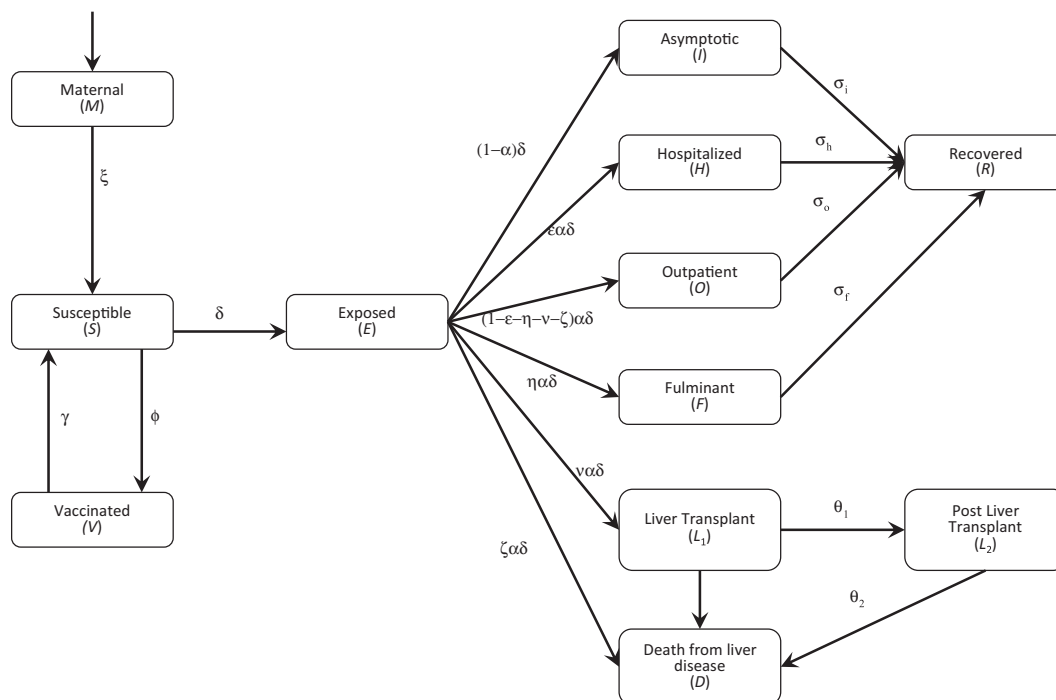 Maternal
(M)
ξ
Susceptible
(S)
γ
φ
Vaccinated
(V)
δ
Exposed
(E)
(1–α)δ
εαδ
(1–ε–η–ν–ζ)αδ
ηαδ
ναδ
ζαδ
Asymptotic
(I)
Hospitalized
(H)
Outpatient
(O)
Fulminant
(F)
Liver Transplant
(L₁)
Death from liver
disease
(D)
σᵢ
σₕ
σₒ
σf
θ₁
θ₂
Recovered
(R)
Post Liver
Transplant
(L₂)